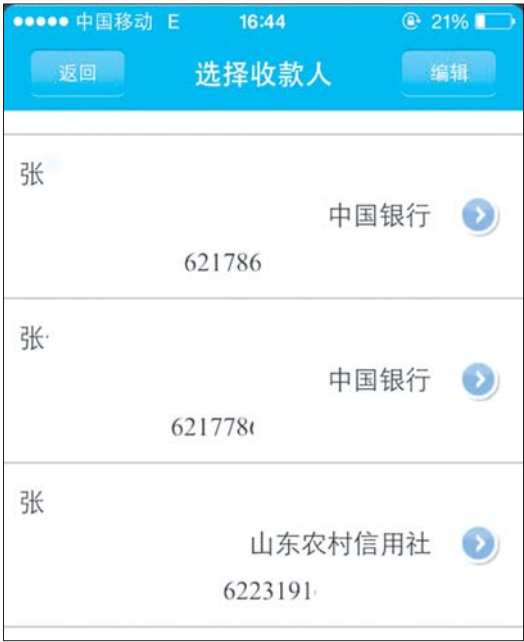 中国移动 E 16:44 21%
返回 选择收款人 编辑
张
中国银行
621786
张
中国银行
621778
张
山东农村信用社
6223191